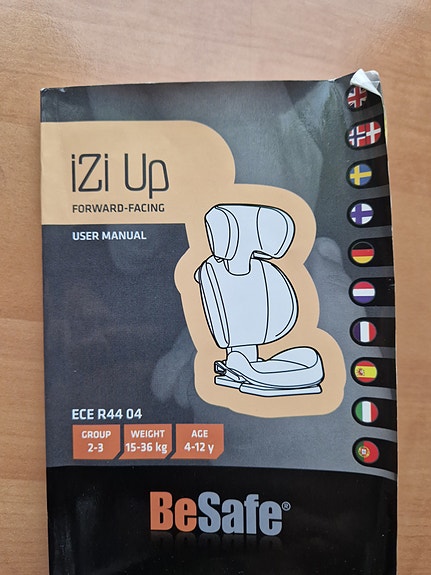 iZi Up
FORWARD-FACING
USER MANUAL
ECE R44 04
GROUP
2-3
WEIGHT
15-36 kg
AGE
4-12 y
BeSafe®